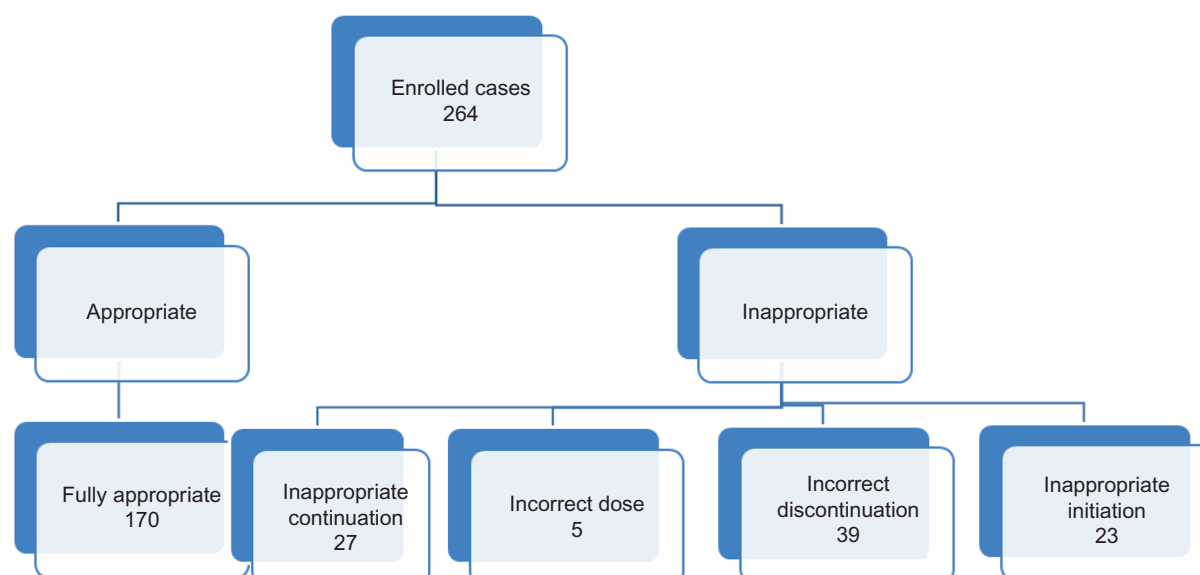 Enrolled cases
264
Appropriate
Inappropriate
Fully appropriate
170
Inappropriate
continuation
27
Incorrect dose
5
Incorrect
discontinuation
39
Inappropriate
initiation
23